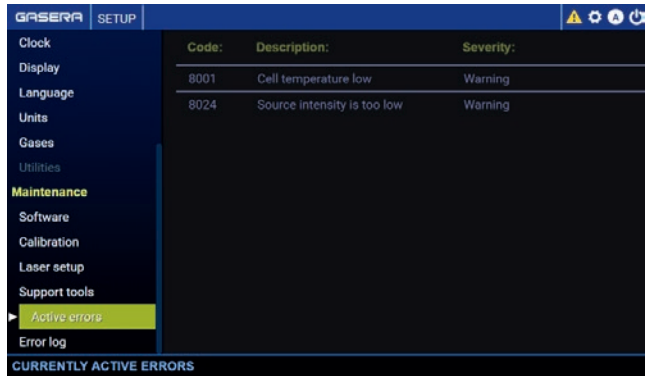 GASERA SETUP A
Clock
Display
Language
Units
Gases
Utilities
Maintenance
Software
Calibration
Laser setup
Support tools
Active errors
Error log
Code: Description: Severity:
8001 Cell temperature low Warning
8024 Source intensity is too low Warning
CURRENTLY ACTIVE ERRORS